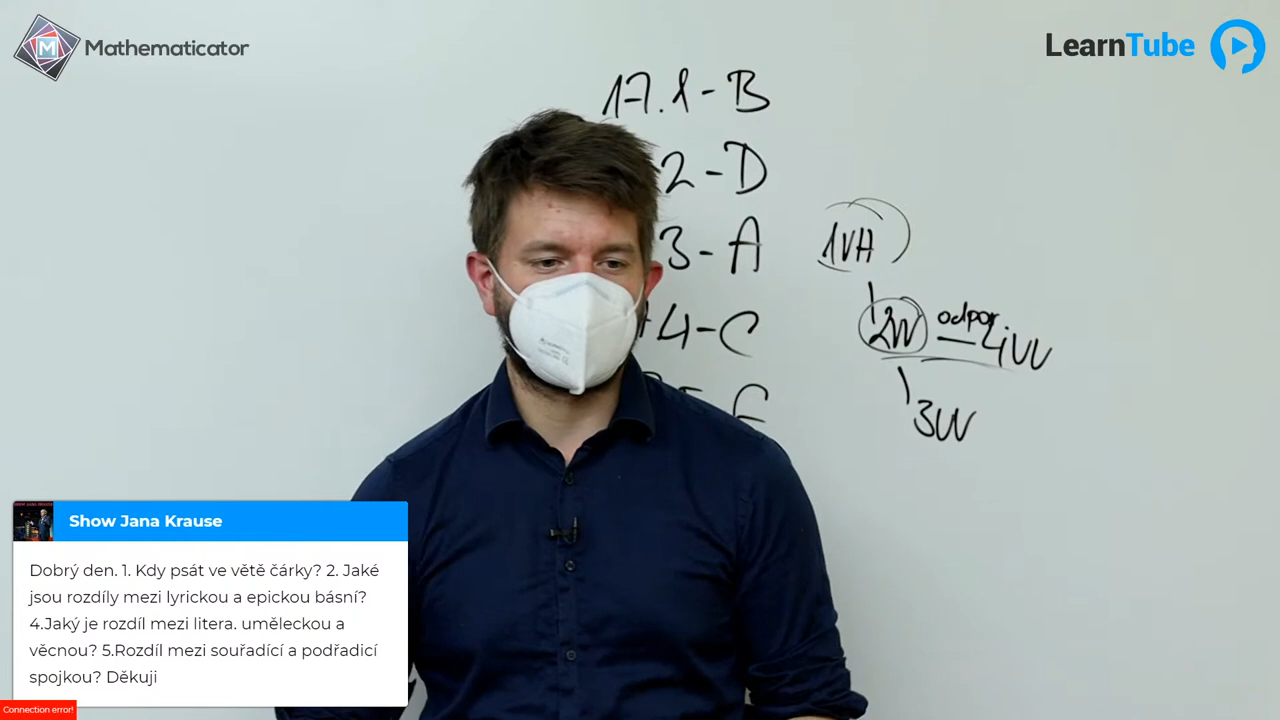 Mathematicator
LearnTube
17.1 - B
2 - D
3 - A
4 - C
1VH
2VV odpor 4VV
3VV
Show Jana Krause
Dobrý den. 1. Kdy psát ve větě čárky? 2. Jaké
jsou rozdíly mezi lyrickou a epickou básní?
4.Jaký je rozdíl mezi litera. uměleckou a
věcnou? 5.Rozdíl mezi souřadící a podřadicí
spojkou? Děkuji
Connection error!